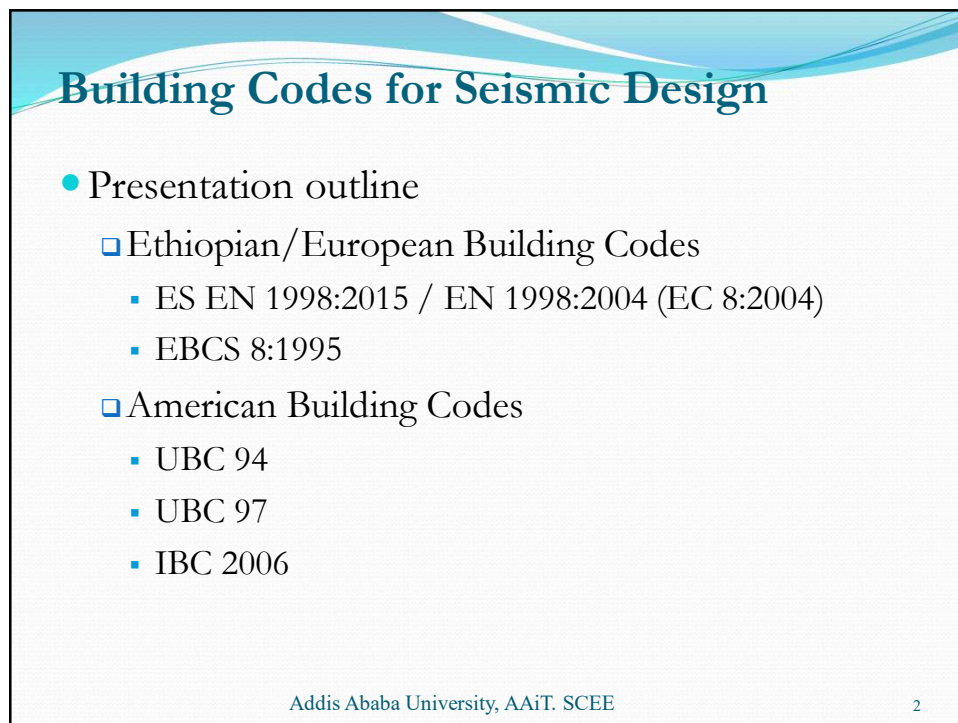 Building Codes for Seismic Design
Presentation outline
Ethiopian/European Building Codes
ES EN 1998:2015 / EN 1998:2004 (EC 8:2004)
EBCS 8:1995
American Building Codes
UBC 94
UBC 97
IBC 2006
Addis Ababa University, AAiT. SCEE 2